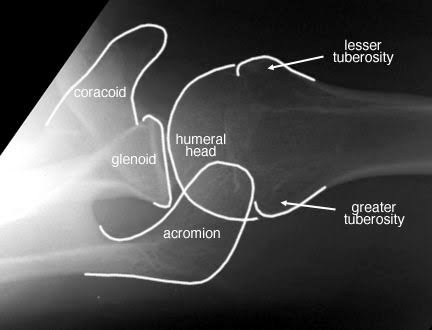 lesser
tuberosity
coracoid
humeral
head
glenoid
greater
tuberosity
acromion